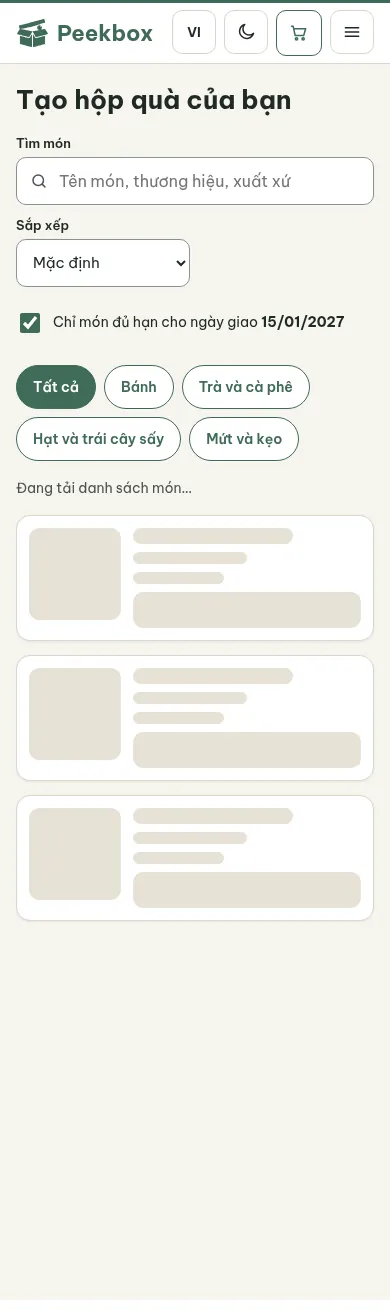 Peekbox
VI
Tạo hộp quà của bạn
Tìm món
Tên món, thương hiệu, xuất xứ
Sắp xếp
Mặc định
Chỉ món đủ hạn cho ngày giao 15/01/2027
Tất cả
Bánh
Trà và cà phê
Hạt và trái cây sấy
Mứt và kẹo
Đang tải danh sách món…